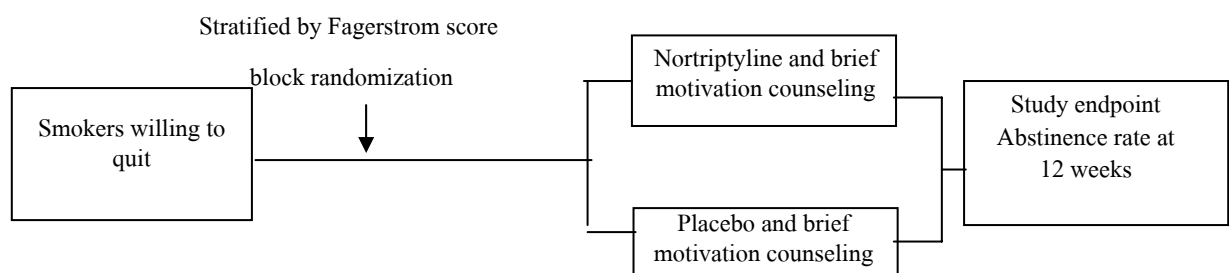 Stratified by Fagerstrom score
block randomization
Smokers willing to
quit
Nortriptyline and brief
motivation counseling
Placebo and brief
motivation counseling
Study endpoint
Abstinence rate at
12 weeks